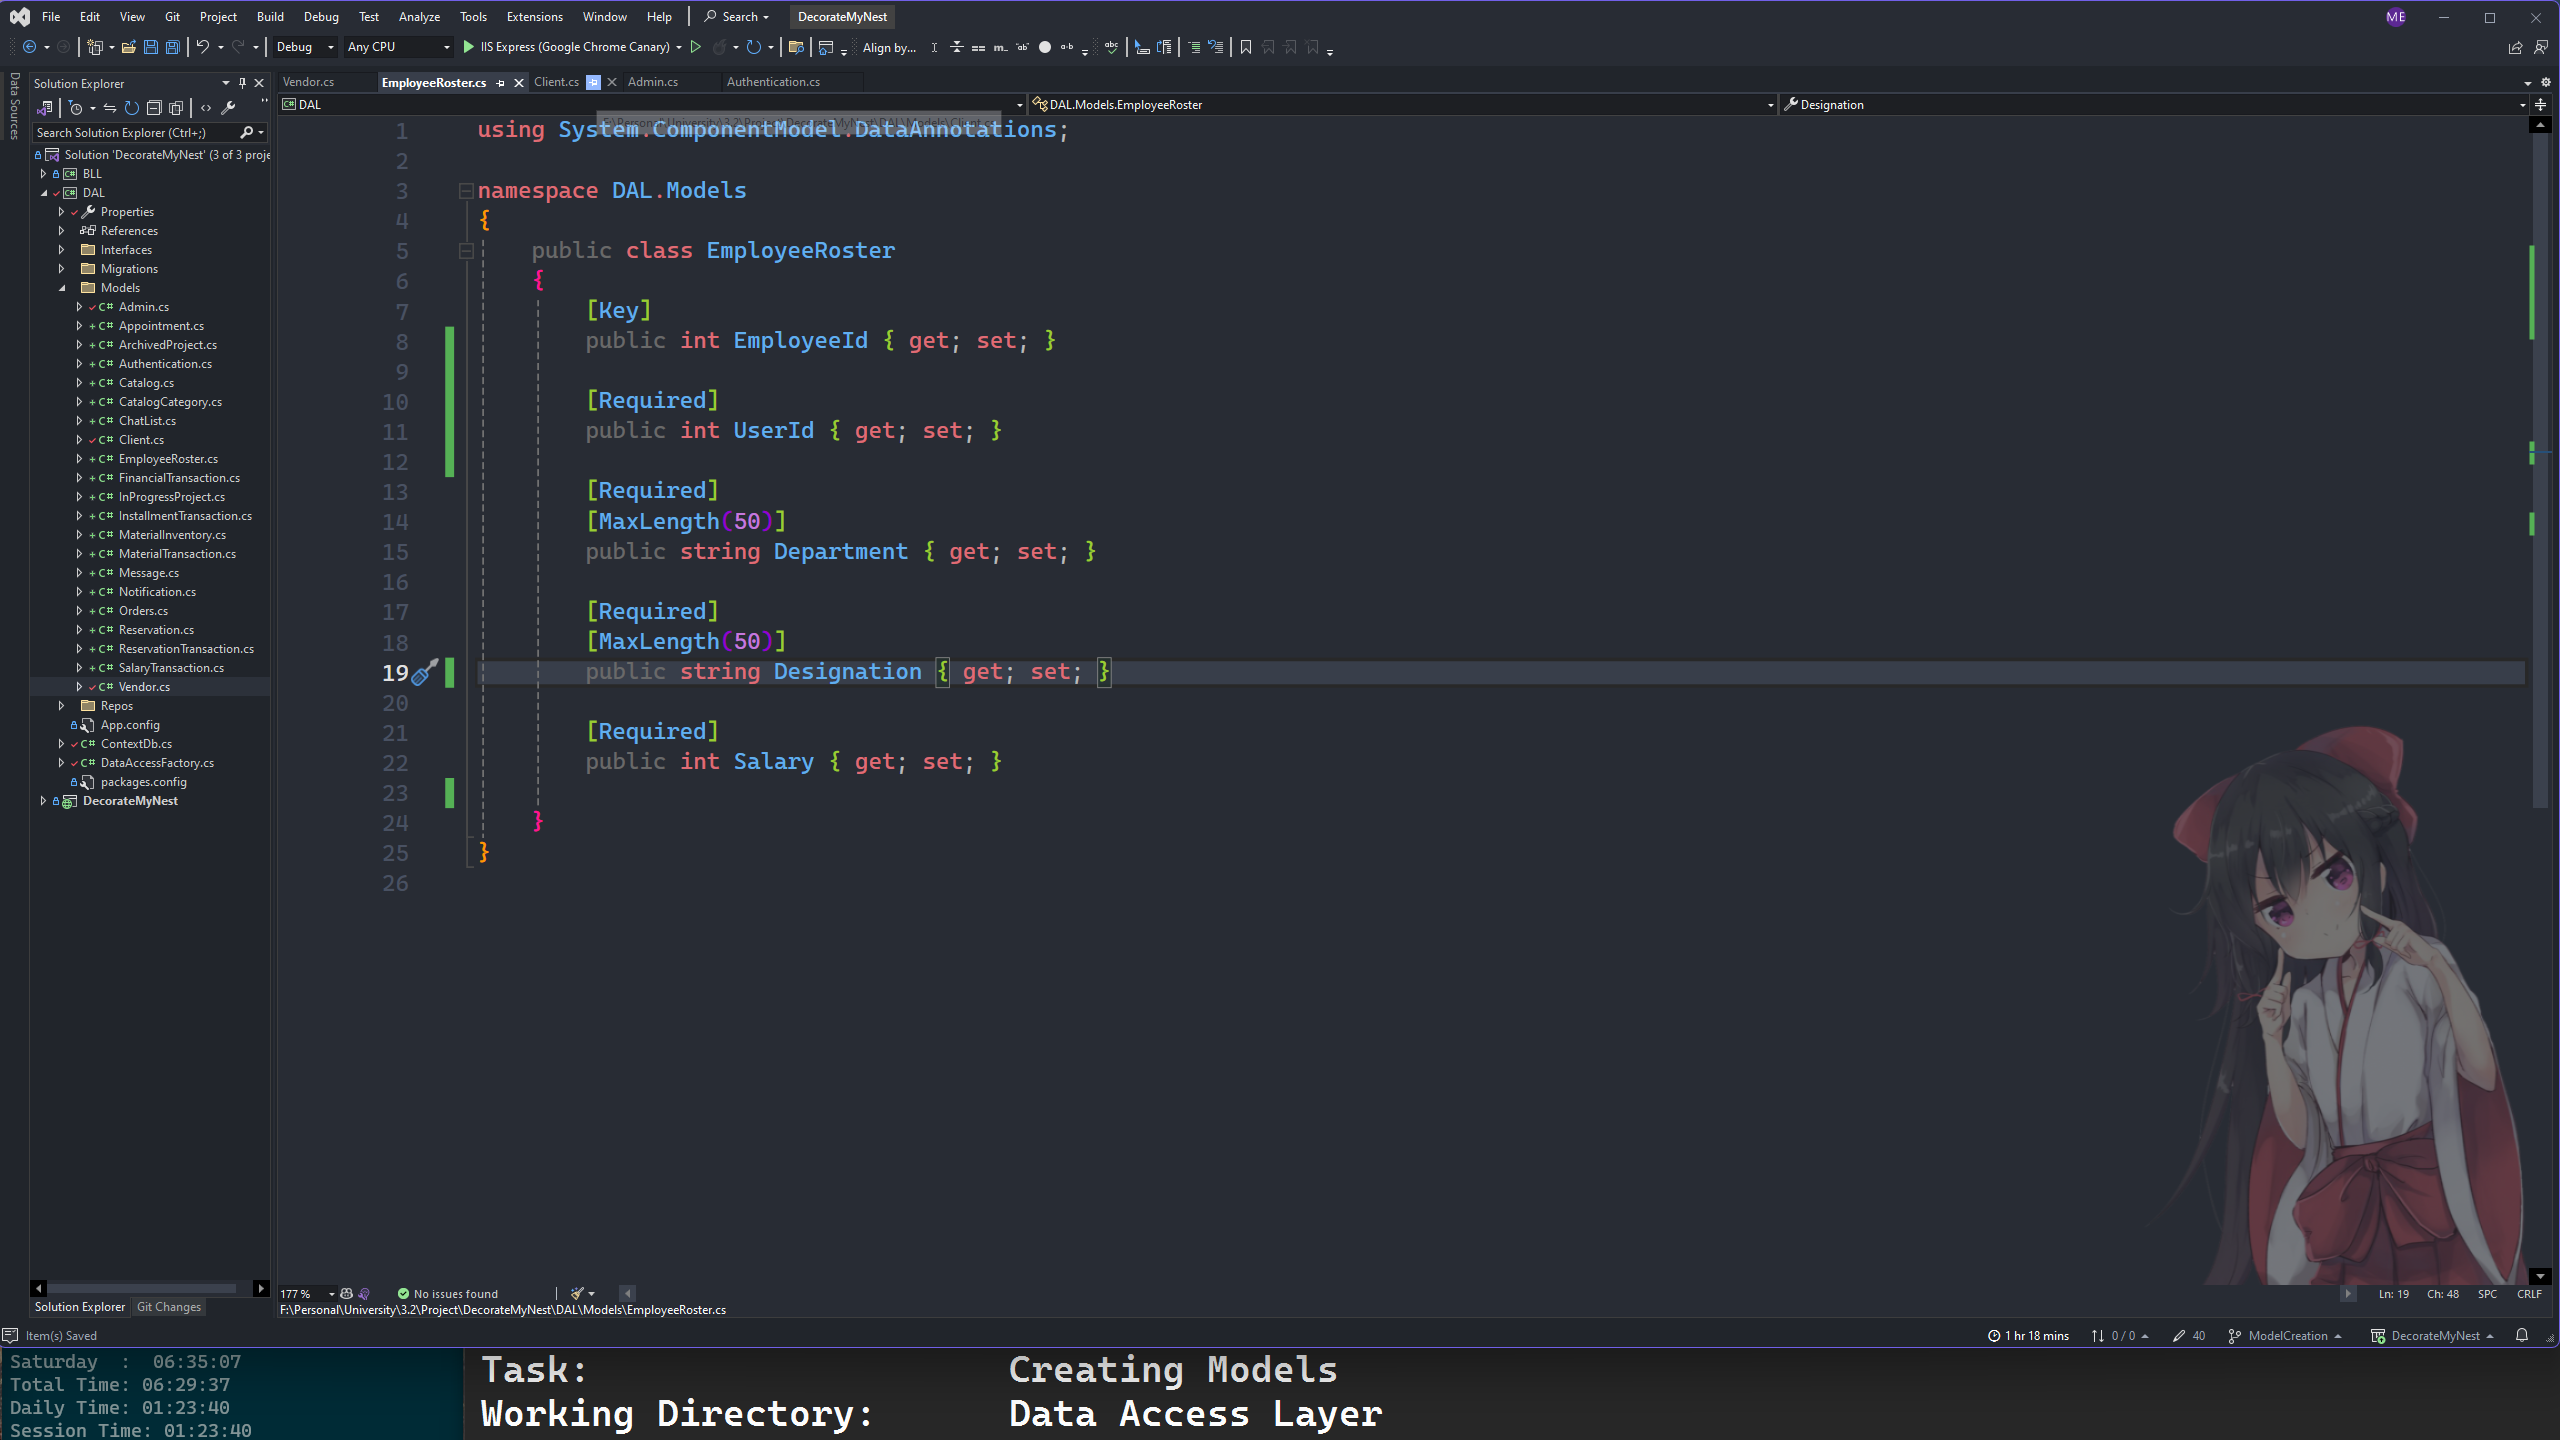 File Edit View Git Project Build Debug Test Analyze Tools Extensions Window Help Search DecorateMyNest ME
Debug Any CPU IIS Express (Google Chrome Canary) Align by...
Data Sources
Solution Explorer
Search Solution Explorer (Ctrl+;)
Solution 'DecorateMyNest' (3 of 3 proje
BLL
DAL
Properties
References
Interfaces
Migrations
Models
C# Admin.cs
C# Appointment.cs
C# ArchivedProject.cs
C# Authentication.cs
C# Catalog.cs
C# CatalogCategory.cs
C# ChatList.cs
C# Client.cs
C# EmployeeRoster.cs
C# FinancialTransaction.cs
C# InProgressProject.cs
C# InstallmentTransaction.cs
C# MaterialInventory.cs
C# MaterialTransaction.cs
C# Message.cs
C# Notification.cs
C# Orders.cs
C# Reservation.cs
C# ReservationTransaction.cs
C# SalaryTransaction.cs
C# Vendor.cs
Repos
App.config
C# ContextDb.cs
C# DataAccessFactory.cs
packages.config
DecorateMyNest
Solution Explorer Git Changes
Vendor.cs EmployeeRoster.cs Client.cs Admin.cs Authentication.cs
DAL DAL.Models.EmployeeRoster Designation
F:\Personal\University\3.2\Project\DecorateMyNest\DAL\Models\Client.cs
1 using System.ComponentModel.DataAnnotations;
2
3 namespace DAL.Models
4 {
5 public class EmployeeRoster
6 {
7 [Key]
8 public int EmployeeId { get; set; }
9
10 [Required]
11 public int UserId { get; set; }
12
13 [Required]
14 [MaxLength(50)]
15 public string Department { get; set; }
16
17 [Required]
18 [MaxLength(50)]
19 public string Designation { get; set; }
20
21 [Required]
22 public int Salary { get; set; }
23
24 }
25 }
26
177 % No issues found Ln: 19 Ch: 48 SPC CRLF
F:\Personal\University\3.2\Project\DecorateMyNest\DAL\Models\EmployeeRoster.cs
Item(s) Saved 1 hr 18 mins 0 / 0 40 ModelCreation DecorateMyNest
Saturday : 06:35:07
Total Time: 06:29:37
Daily Time: 01:23:40
Session Time: 01:23:40
Task: Creating Models
Working Directory: Data Access Layer